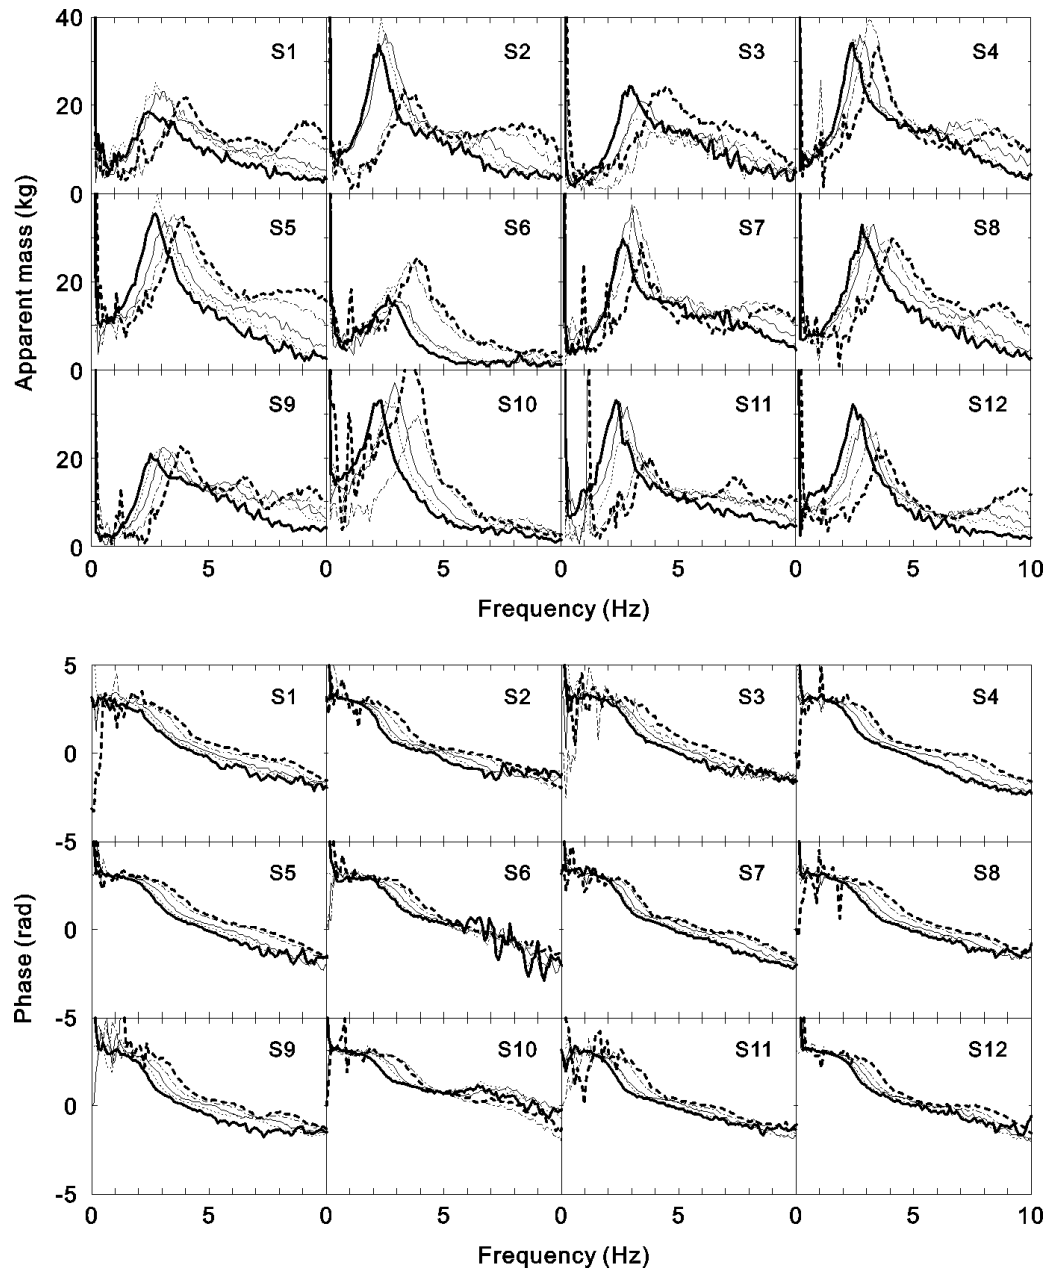 40
S1 S2 S3 S4
20
0
S5 S6 S7 S8
20
0
S9 S10 S11 S12
20
0
0 5 0 5 0 5 0 5 10
Apparent mass (kg)
Frequency (Hz)
5
S1 S2 S3 S4
0
-5
S5 S6 S7 S8
0
-5
S9 S10 S11 S12
0
-5
0 5 0 5 0 5 0 5 10
Phase (rad)
Frequency (Hz)